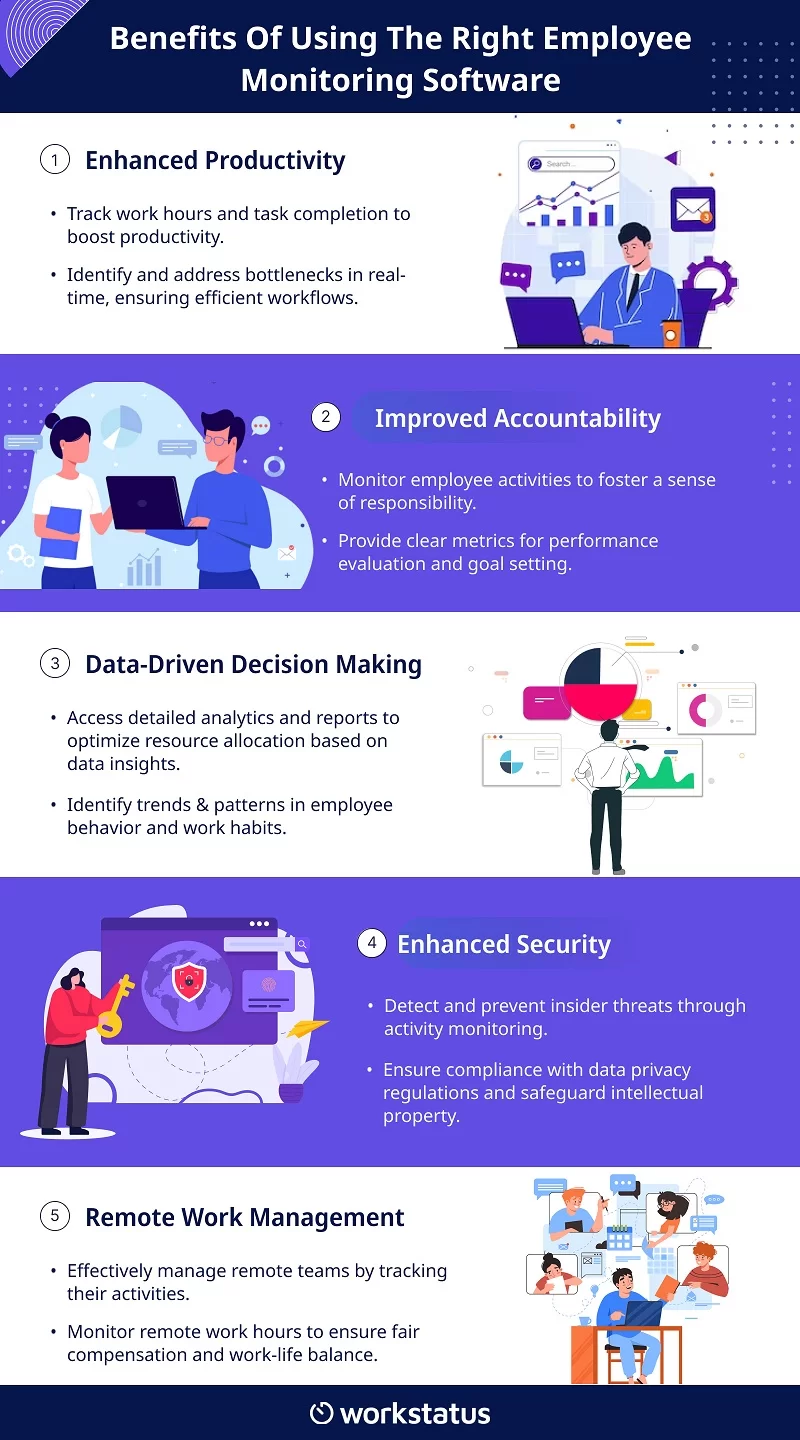 Benefits Of Using The Right Employee
Monitoring Software
1 Enhanced Productivity
• Track work hours and task completion to
boost productivity.
• Identify and address bottlenecks in real-
time, ensuring efficient workflows.
Search...
3
2 Improved Accountability
• Monitor employee activities to foster a sense
of responsibility.
• Provide clear metrics for performance
evaluation and goal setting.
3 Data-Driven Decision Making
• Access detailed analytics and reports to
optimize resource allocation based on
data insights.
• Identify trends & patterns in employee
behavior and work habits.
4 Enhanced Security
• Detect and prevent insider threats through
activity monitoring.
• Ensure compliance with data privacy
regulations and safeguard intellectual
property.
5 Remote Work Management
• Effectively manage remote teams by tracking
their activities.
• Monitor remote work hours to ensure fair
compensation and work-life balance.
workstatus